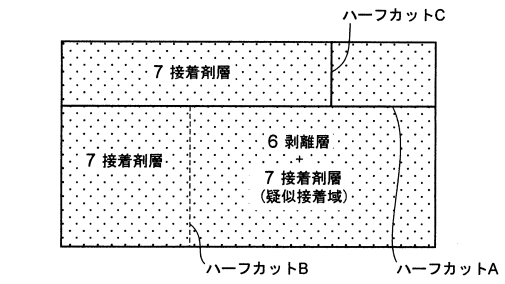 ハーフカットC
7 接着剤層
7 接着剤層
6 剥離層
+
7 接着剤層
(疑似接着域)
ハーフカットB
ハーフカットA